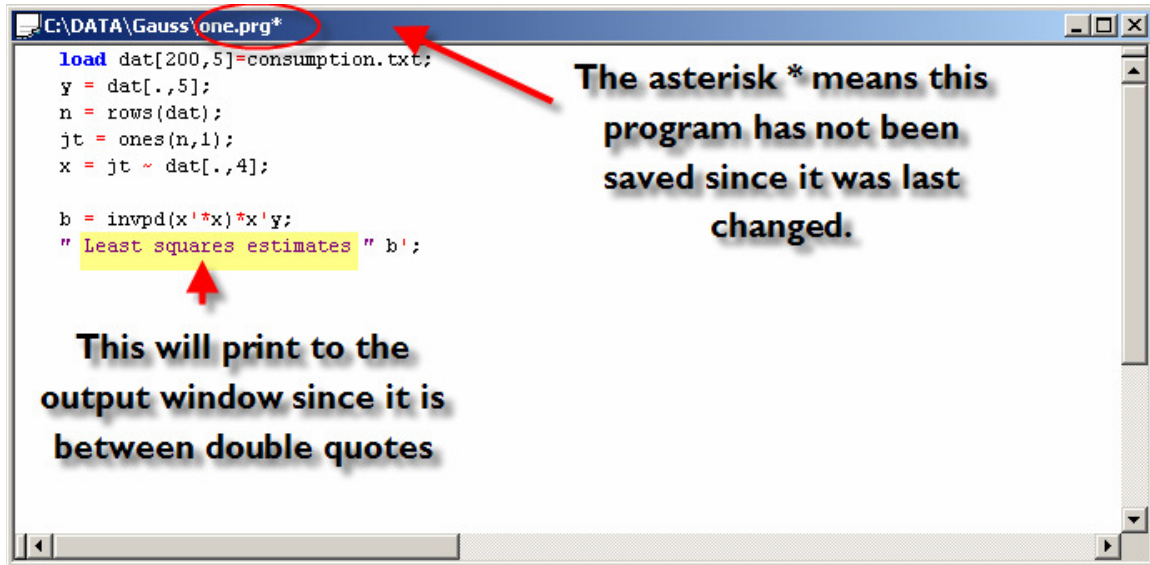 C:\DATA\Gauss\one.prg*
load dat[200,5]=consumption.txt;
y = dat[.,5];
n = rows(dat);
jt = ones(n,1);
x = jt ~ dat[.,4];
b = invpd(x'*x)*x'y;
" Least squares estimates " b';
The asterisk * means this
program has not been
saved since it was last
changed.
This will print to the
output window since it is
between double quotes